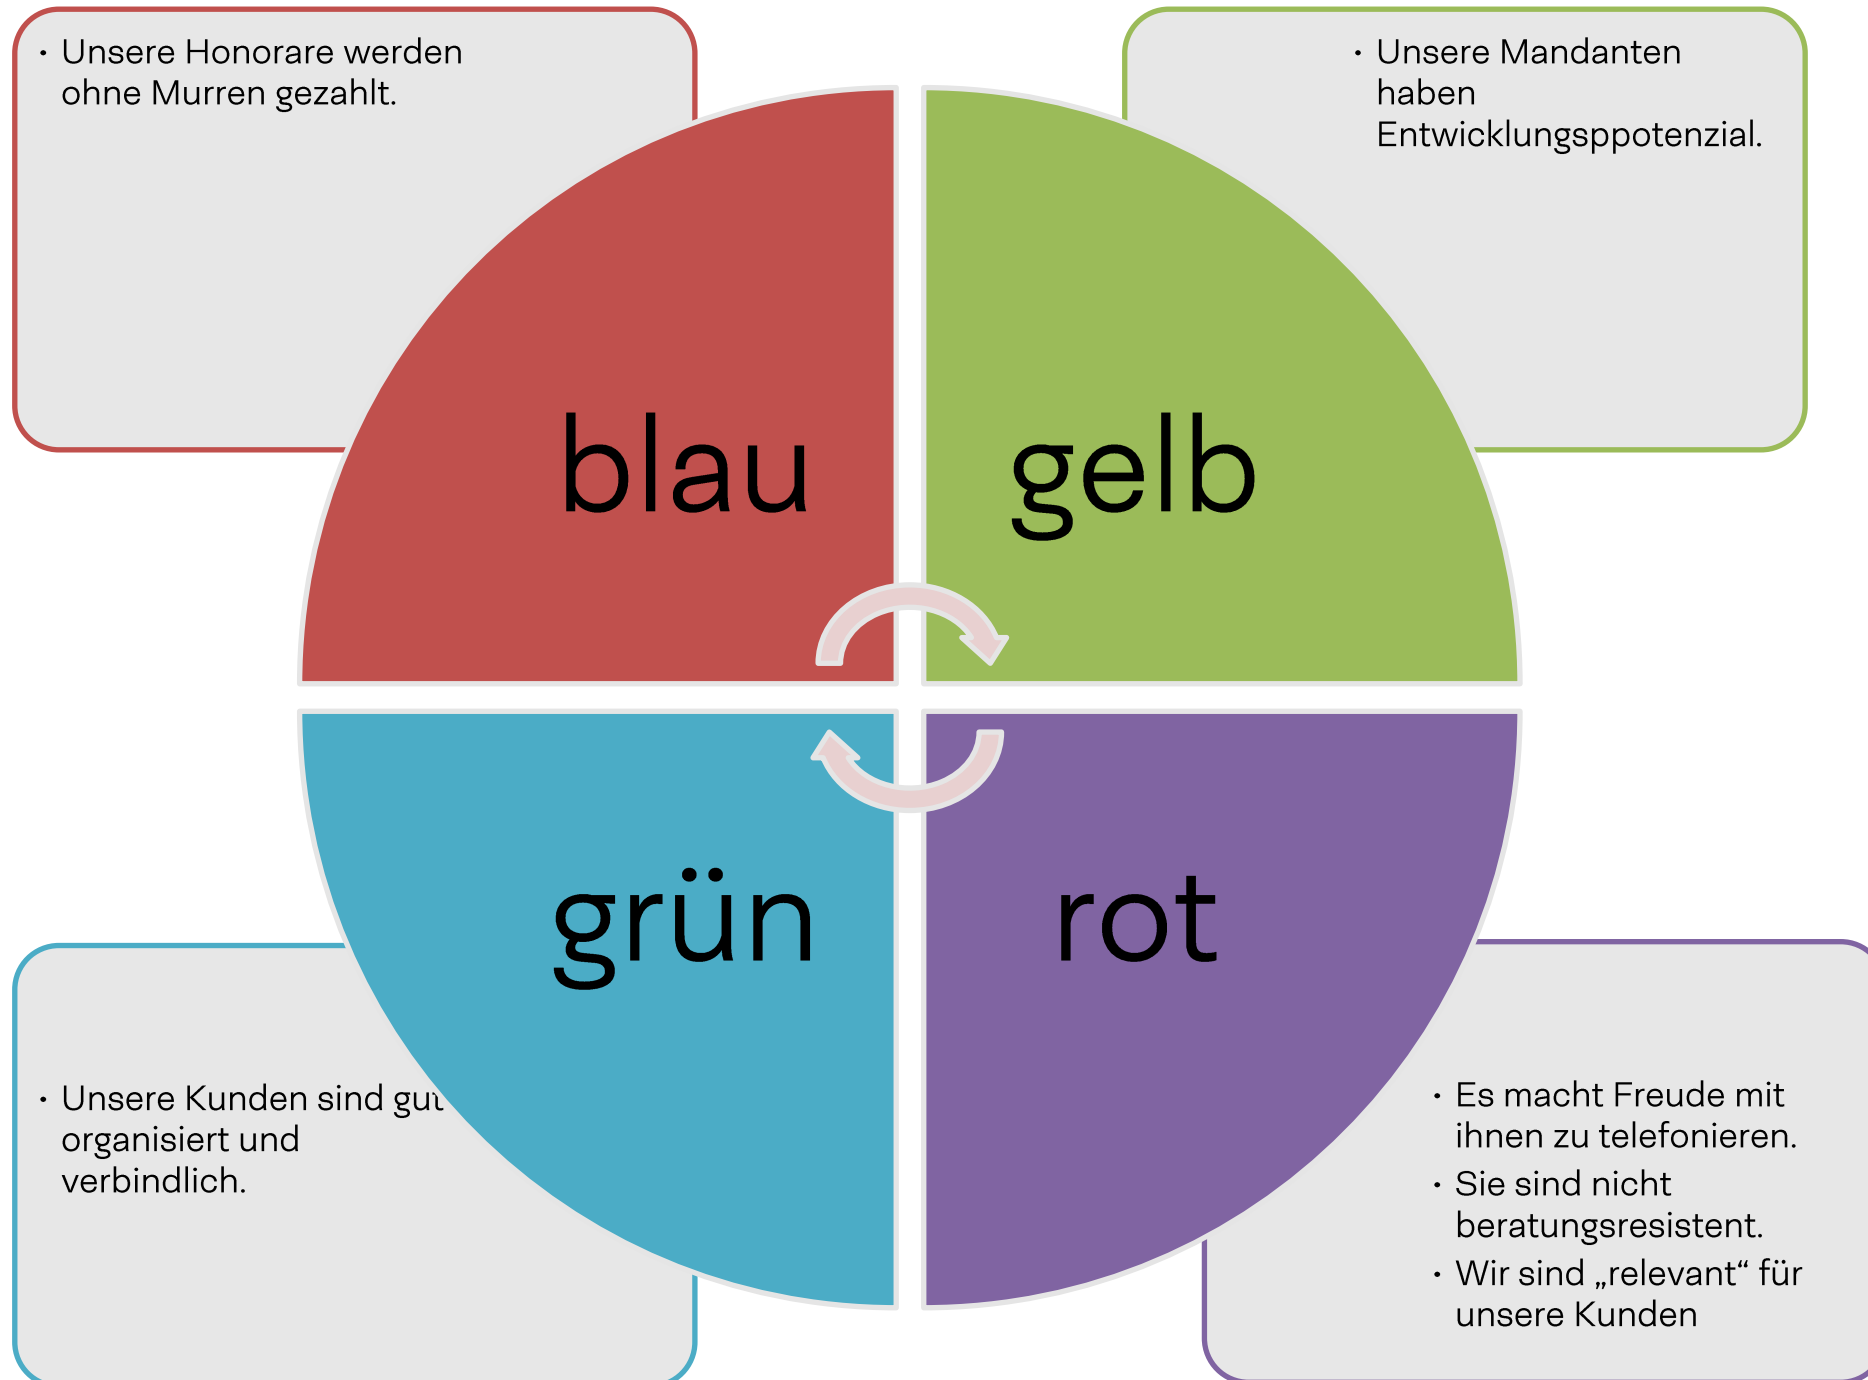 · Unsere Honorare werden
ohne Murren gezahlt.
· Unsere Mandanten
haben
Entwicklungsppotenzial.
blau
gelb
grün
rot
· Unsere Kunden sind gut
organisiert und
verbindlich.
· Es macht Freude mit
ihnen zu telefonieren.
· Sie sind nicht
beratungsresistent.
· Wir sind „relevant“ für
unsere Kunden